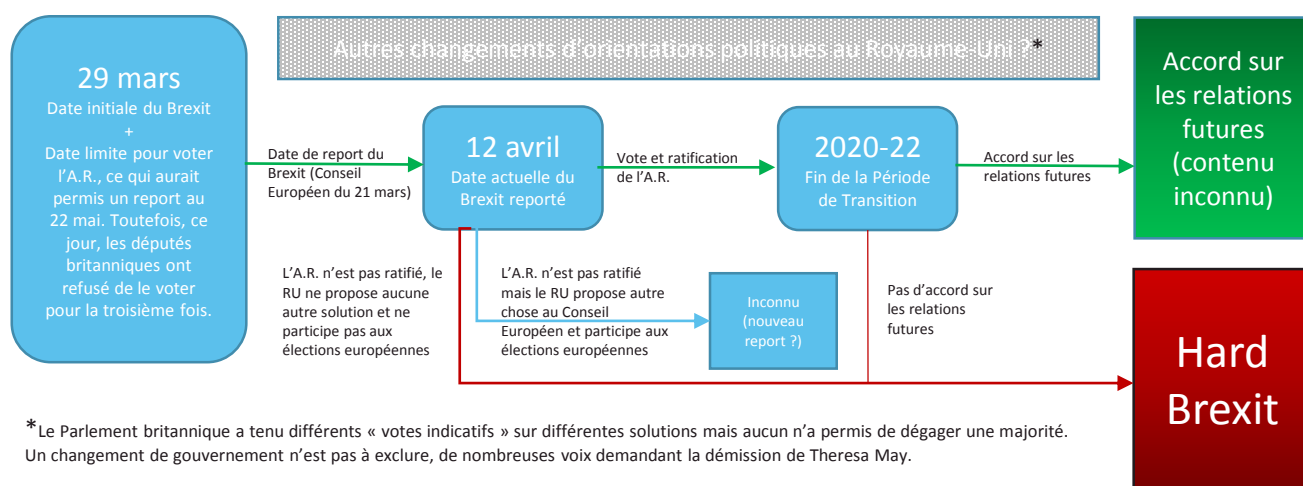 Autres changements d'orientations politiques au Royaume-Uni ?*
29 mars
Date initiale du Brexit
+
Date limite pour voter
l'A.R., ce qui aurait
permis un report au
22 mai. Toutefois, ce
jour, les députés
britanniques ont
refusé de le voter
pour la troisième fois.
Date de report du
Brexit (Conseil
Européen du 21 mars)
12 avril
Date actuelle du
Brexit reporté
Vote et ratification
de l'A.R.
2020-22
Fin de la Période
de Transition
Accord sur les
relations futures
Accord sur
les relations
futures
(contenu
inconnu)
L'A.R. n'est pas ratifié, le
RU ne propose aucune
autre solution et ne
participe pas aux
élections européennes
L'A.R. n'est pas ratifié
mais le RU propose autre
chose au Conseil
Européen et participe aux
élections européennes
Inconnu
(nouveau
report ?)
Pas d'accord sur
les relations
futures
Hard
Brexit
*Le Parlement britannique a tenu différents « votes indicatifs » sur différentes solutions mais aucun n'a permis de dégager une majorité.
Un changement de gouvernement n'est pas à exclure, de nombreuses voix demandant la démission de Theresa May.